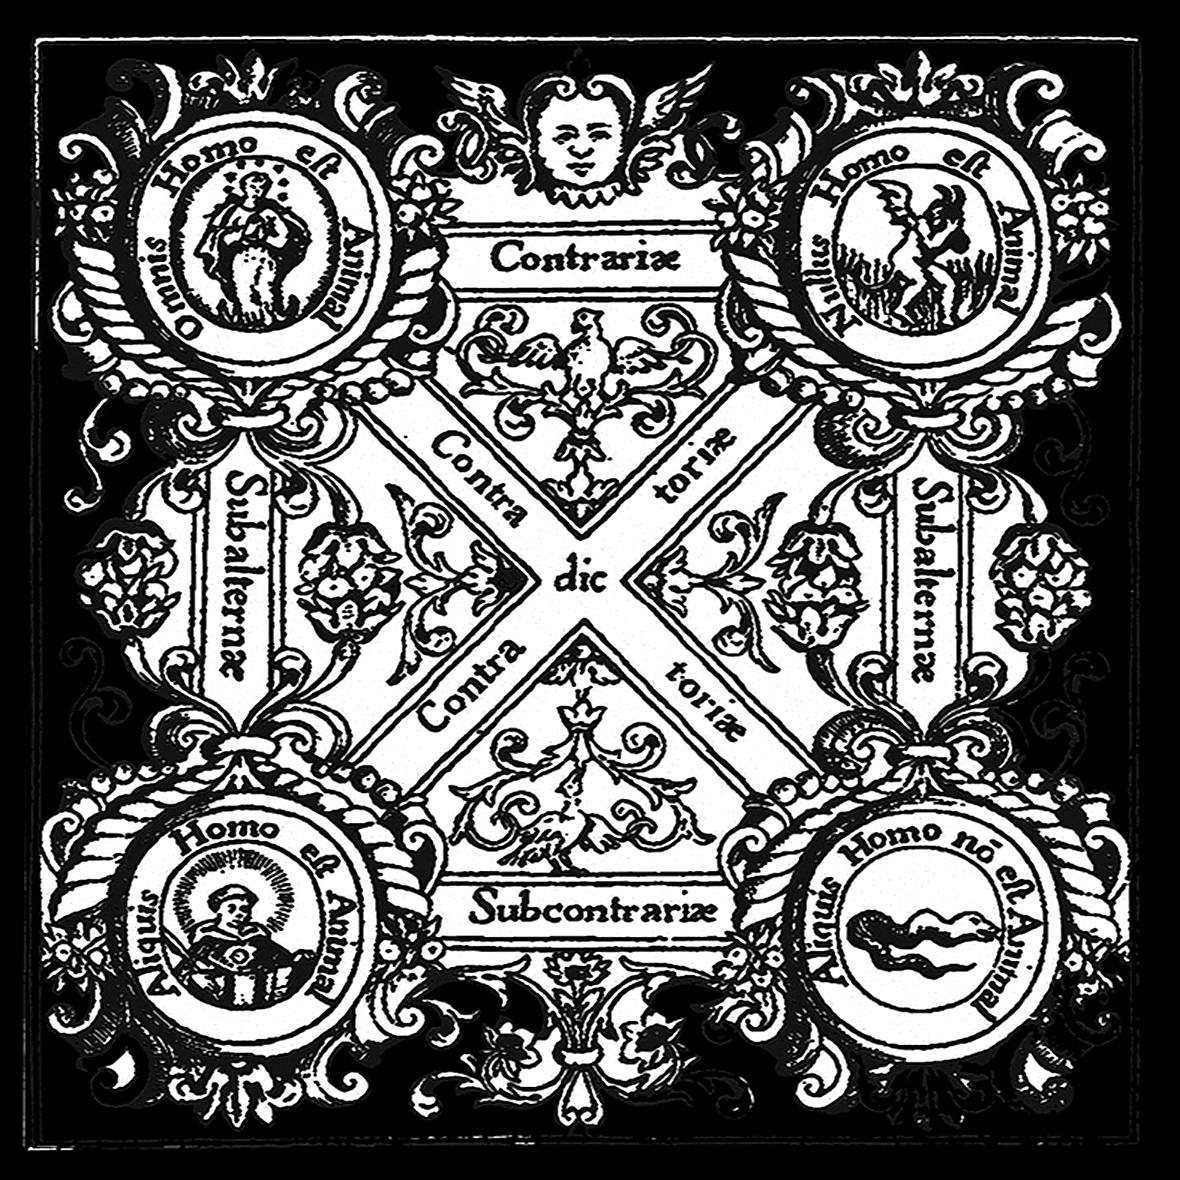 Omnis Homo est Animal
Nullus Homo est Animal
Contrariæ
Contra
toriæ
Subalternæ
Subalternæ
dic
Contra
toriæ
Aliquis Homo est Animal
Aliquis Homo nō est Animal
Subcontrariæ